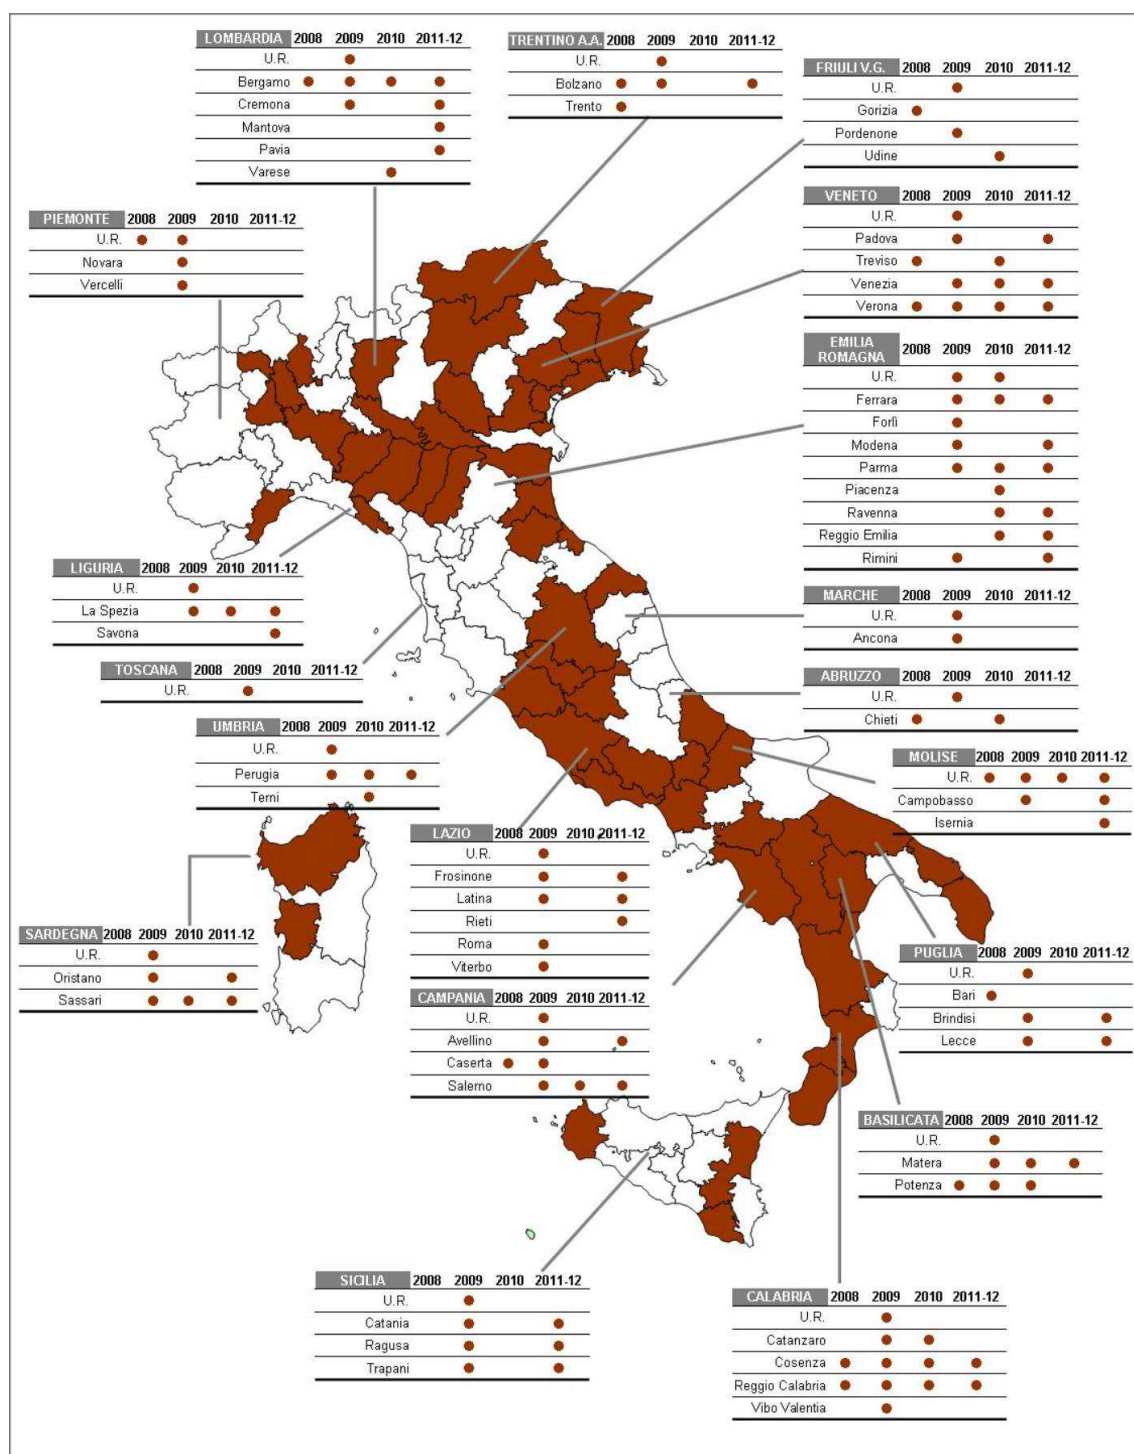 LOMBARDIA 2008 2009 2010 2011-12
U.R.
Bergamo
Cremona
Mantova
Pavia
Varese
TRENTINO A.A. 2008 2009 2010 2011-12
U.R.
Bolzano
Trento
FRIULI V.G. 2008 2009 2010 2011-12
U.R.
Gorizia
Pordenone
Udine
VENETO 2008 2009 2010 2011-12
U.R.
Padova
Treviso
Venezia
Verona
PIEMONTE 2008 2009 2010 2011-12
U.R.
Novara
Vercelli
EMILIA
ROMAGNA 2008 2009 2010 2011-12
U.R.
Ferrara
Forlì
Modena
Parma
Piacenza
Ravenna
Reggio Emilia
Rimini
LIGURIA 2008 2009 2010 2011-12
U.R.
La Spezia
Savona
MARCHE 2008 2009 2010 2011-12
U.R.
Ancona
TOSCANA 2008 2009 2010 2011-12
U.R.
ABRUZZO 2008 2009 2010 2011-12
U.R.
Chieti
UMBRIA 2008 2009 2010 2011-12
U.R.
Perugia
Terni
MOLISE 2008 2009 2010 2011-12
U.R.
Campobasso
Isernia
LAZIO 2008 2009 2010 2011-12
U.R.
Frosinone
Latina
Rieti
Roma
Viterbo
SARDEGNA 2008 2009 2010 2011-12
U.R.
Oristano
Sassari
PUGLIA 2008 2009 2010 2011-12
U.R.
Bari
Brindisi
Lecce
CAMPANIA 2008 2009 2010 2011-12
U.R.
Avellino
Caserta
Salerno
BASILICATA 2008 2009 2010 2011-12
U.R.
Matera
Potenza
SICILIA 2008 2009 2010 2011-12
U.R.
Catania
Ragusa
Trapani
CALABRIA 2008 2009 2010 2011-12
U.R.
Catanzaro
Cosenza
Reggio Calabria
Vibo Valentia